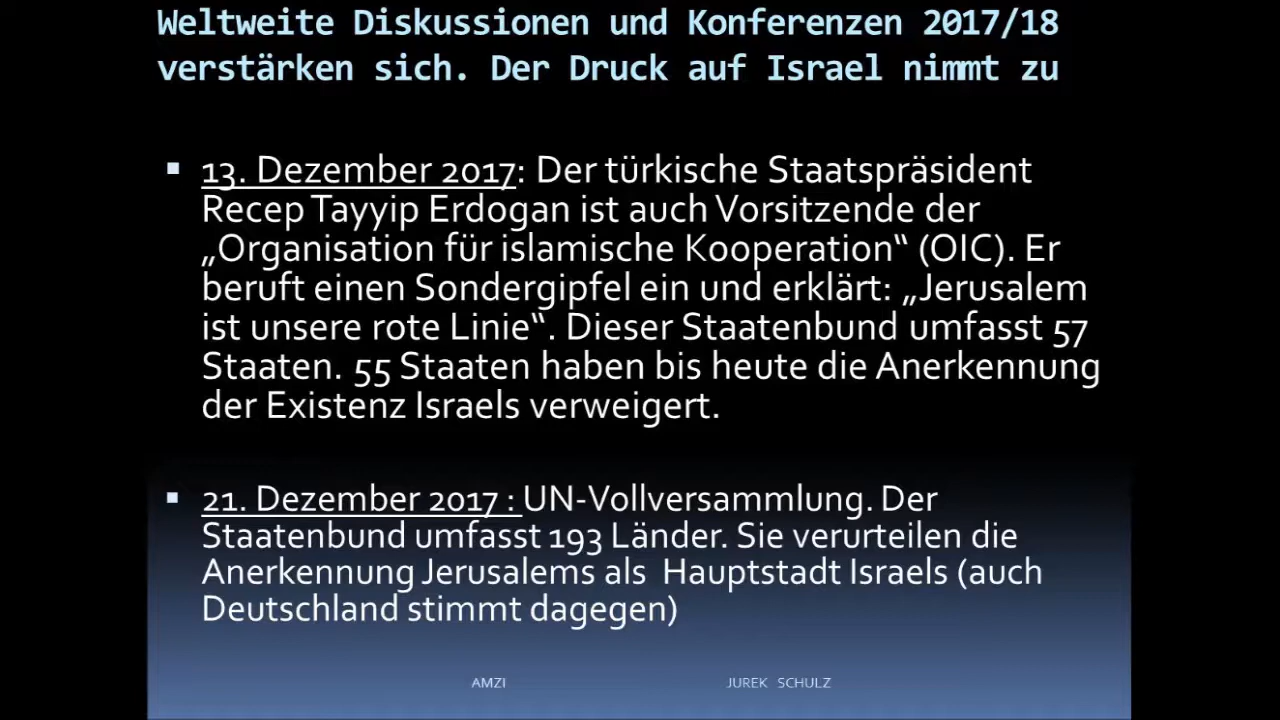 Weltweite Diskussionen und Konferenzen 2017/18
verstärken sich. Der Druck auf Israel nimmt zu
▪ 13. Dezember 2017: Der türkische Staatspräsident
Recep Tayyip Erdogan ist auch Vorsitzende der
„Organisation für islamische Kooperation“ (OIC). Er
beruft einen Sondergipfel ein und erklärt: „Jerusalem
ist unsere rote Linie“. Dieser Staatenbund umfasst 57
Staaten. 55 Staaten haben bis heute die Anerkennung
der Existenz Israels verweigert.
▪ 21. Dezember 2017 : UN-Vollversammlung. Der
Staatenbund umfasst 193 Länder. Sie verurteilen die
Anerkennung Jerusalems als  Hauptstadt Israels (auch
Deutschland stimmt dagegen)
AMZI JUREK SCHULZ